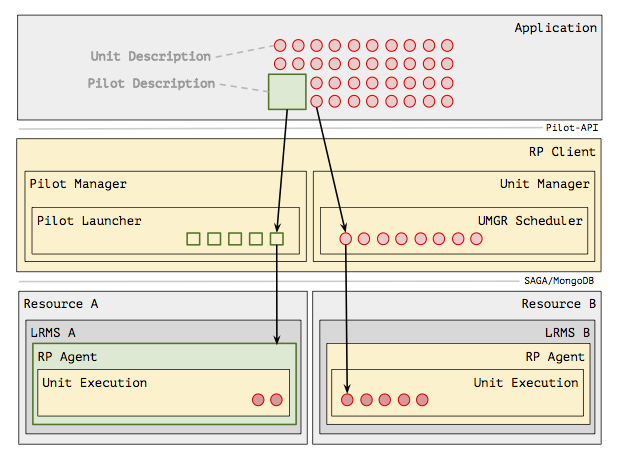 Application
Unit Description
Pilot Description
Pilot-API
RP Client
Pilot Manager
Unit Manager
Pilot Launcher
UMGR Scheduler
SAGA/MongoDB
Resource A
Resource B
LRMS A
LRMS B
RP Agent
RP Agent
Unit Execution
Unit Execution